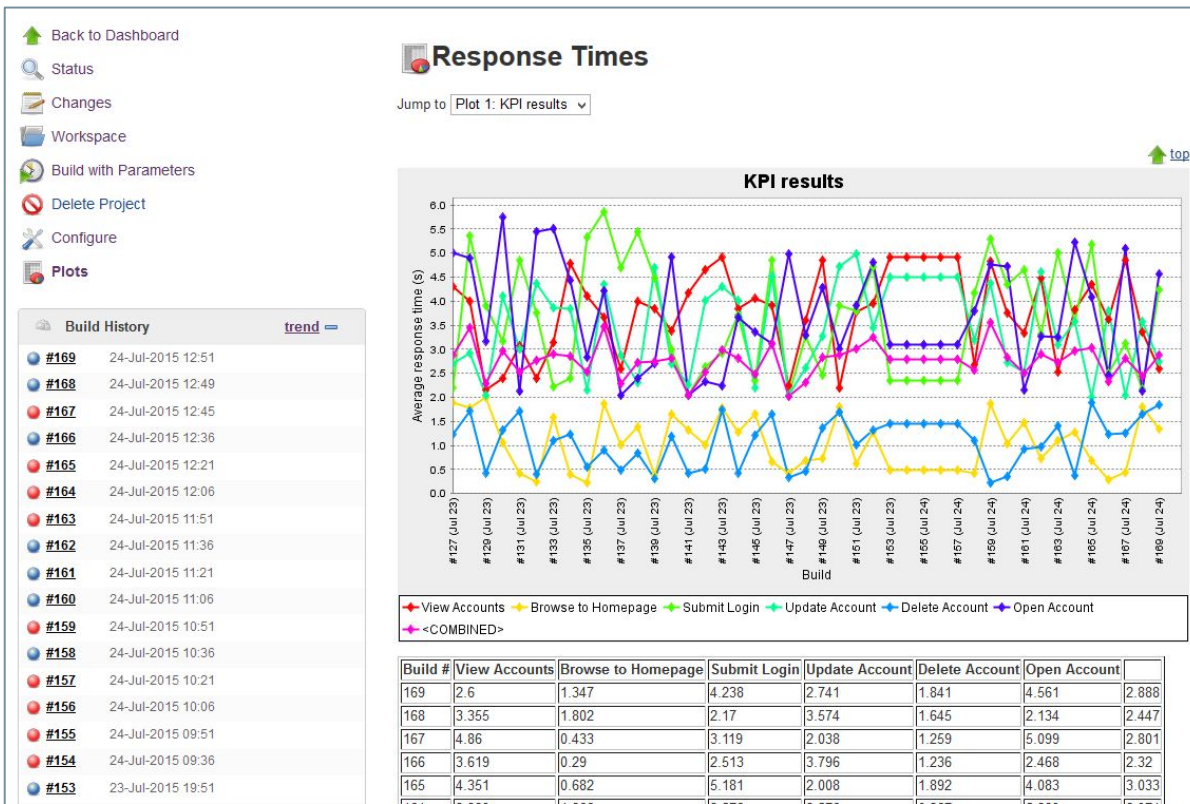 Back to Dashboard
Status
Changes
Workspace
Build with Parameters
Delete Project
Configure
Plots
Build History trend
#169 24-Jul-2015 12:51
#168 24-Jul-2015 12:49
#167 24-Jul-2015 12:45
#166 24-Jul-2015 12:36
#165 24-Jul-2015 12:21
#164 24-Jul-2015 12:06
#163 24-Jul-2015 11:51
#162 24-Jul-2015 11:36
#161 24-Jul-2015 11:21
#160 24-Jul-2015 11:06
#159 24-Jul-2015 10:51
#158 24-Jul-2015 10:36
#157 24-Jul-2015 10:21
#156 24-Jul-2015 10:06
#155 24-Jul-2015 09:51
#154 24-Jul-2015 09:36
#153 23-Jul-2015 19:51
Response Times
Jump to Plot 1: KPI results
top
KPI results
Average response time (s)
6.0
5.5
5.0
4.5
4.0
3.5
3.0
2.5
2.0
1.5
1.0
0.5
0.0
#127 (Jul 23)
#129 (Jul 23)
#131 (Jul 23)
#133 (Jul 23)
#135 (Jul 23)
#137 (Jul 23)
#139 (Jul 23)
#141 (Jul 23)
#143 (Jul 23)
#145 (Jul 23)
#147 (Jul 23)
#149 (Jul 23)
#151 (Jul 23)
#153 (Jul 24)
#155 (Jul 24)
#157 (Jul 24)
#159 (Jul 24)
#161 (Jul 24)
#163 (Jul 24)
#165 (Jul 24)
#167 (Jul 24)
#169 (Jul 24)
Build
View Accounts Browse to Homepage Submit Login Update Account Delete Account Open Account
<COMBINED>
Build # View Accounts Browse to Homepage Submit Login Update Account Delete Account Open Account
169 2.6 1.347 4.238 2.741 1.841 4.561 2.888
168 3.355 1.802 2.17 3.574 1.645 2.134 2.447
167 4.86 0.433 3.119 2.038 1.259 5.099 2.801
166 3.619 0.29 2.513 3.796 1.236 2.468 2.32
165 4.351 0.682 5.181 2.008 1.892 4.083 3.033